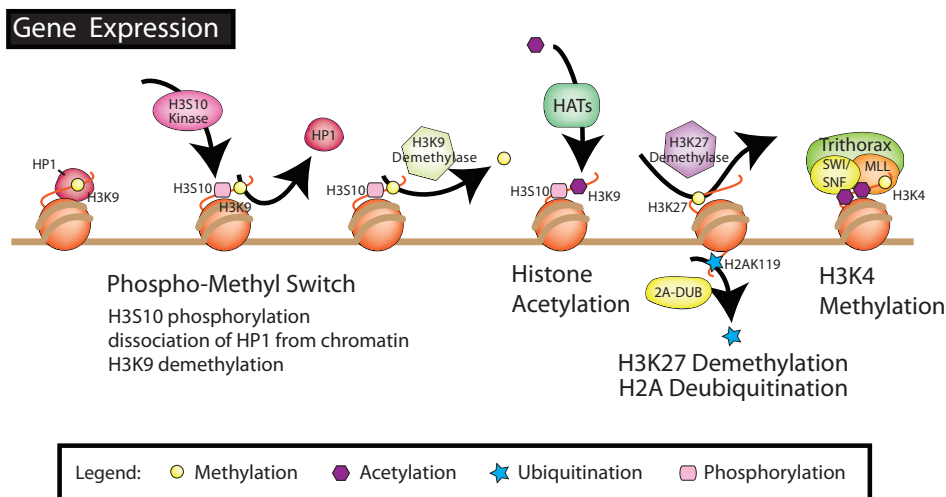 Gene Expression
H3S10
Kinase
HP1
H3K9
H3S10
H3K9
HP1
H3K9
Demethylase
H3S10
HATs
H3S10
H3K9
H3K27
Demethylase
H3K27
H2AK119
2A-DUB
Trithorax
SWI/
SNF
MLL
H3K4
Phospho-Methyl Switch
H3S10 phosphorylation
dissociation of HP1 from chromatin
H3K9 demethylation
Histone
Acetylation
H3K27 Demethylation
H2A Deubiquitination
H3K4
Methylation
Legend: Methylation Acetylation Ubiquitination Phosphorylation